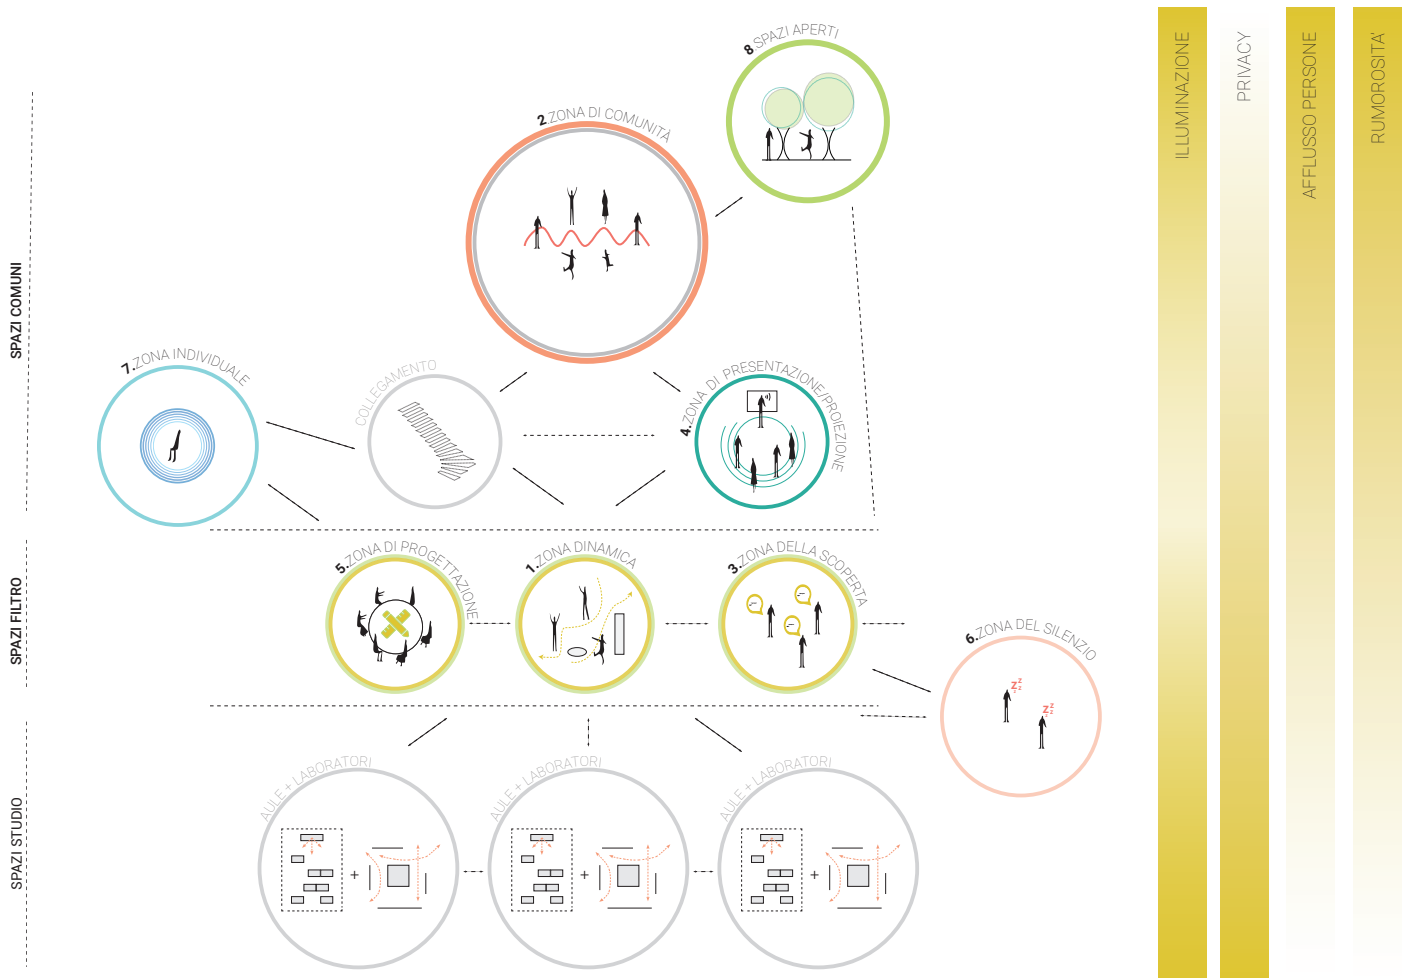 8.SPAZI APERTI
2.ZONA DI COMUNITÀ
SPAZI COMUNI
7.ZONA INDIVIDUALE
COLLEGAMENTO
4.ZONA DI PRESENTAZIONE/PROIEZIONE
SPAZI FILTRO
5.ZONA DI PROGETTAZIONE
1.ZONA DINAMICA
3.ZONA DELLA SCOPERTA
6.ZONA DEL SILENZIO
z z z
z z z
SPAZI STUDIO
AULE + LABORATORI
AULE + LABORATORI
AULE + LABORATORI
+
+
+
ILLUMINAZIONE
PRIVACY
AFFLUSSO PERSONE
RUMOROSITA'